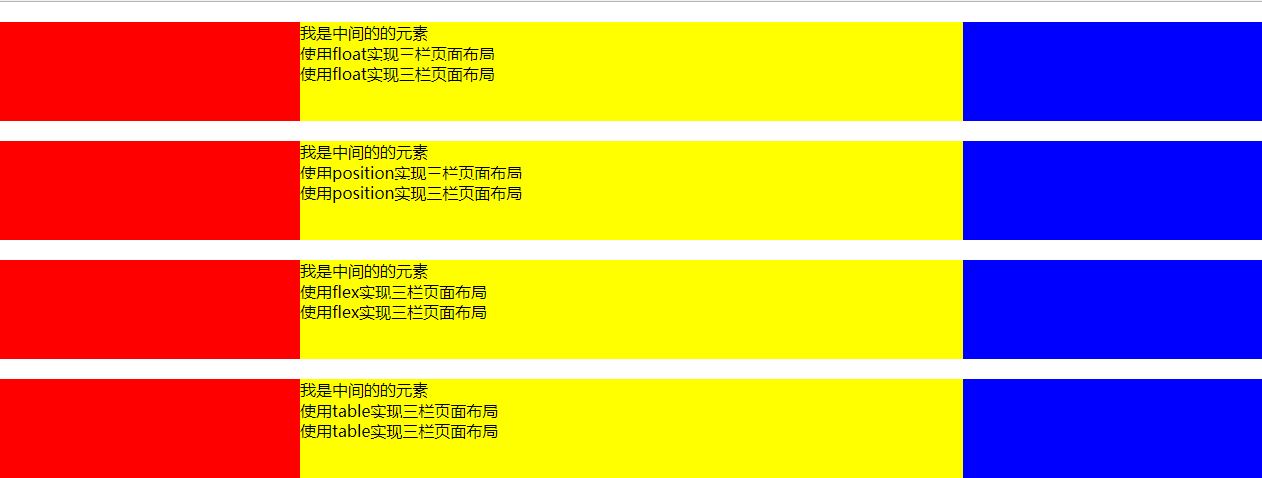 我是中间的的元素
使用float实现三栏页面布局
使用float实现三栏页面布局
我是中间的的元素
使用position实现三栏页面布局
使用position实现三栏页面布局
我是中间的的元素
使用flex实现三栏页面布局
使用flex实现三栏页面布局
我是中间的的元素
使用table实现三栏页面布局
使用table实现三栏页面布局